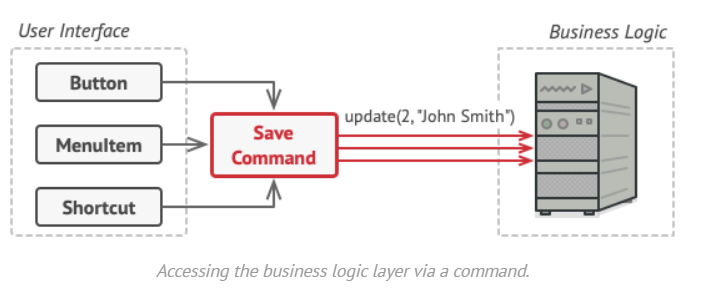 User Interface
Business Logic
Button
update(2, "John Smith")
Save
Command
MenuItem
Shortcut
Accessing the business logic layer via a command.